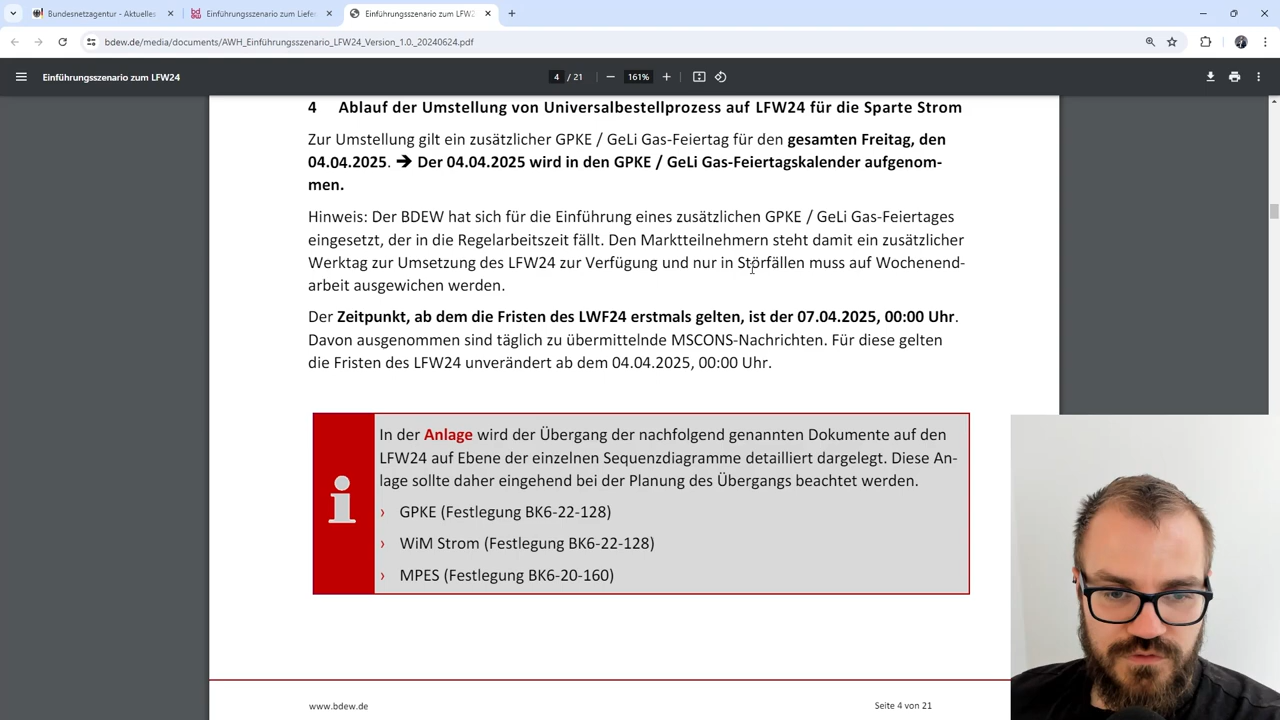 Bundesnetzagentur - Aktuelles
Einführungsszenario zum Liefe
Einführungsszenario zum LFW2
bdew.de/media/documents/AWH_Einführungsszenario_LFW24_Version_1.0._20240624.pdf
Einführungsszenario zum LFW24
4 / 21
161%
4 Ablauf der Umstellung von Universalbestellprozess auf LFW24 für die Sparte Strom
Zur Umstellung gilt ein zusätzlicher GPKE / GeLi Gas-Feiertag für den gesamten Freitag, den
04.04.2025. ➔ Der 04.04.2025 wird in den GPKE / GeLi Gas-Feiertagskalender aufgenom-
men.
Hinweis: Der BDEW hat sich für die Einführung eines zusätzlichen GPKE / GeLi Gas-Feiertages
eingesetzt, der in die Regelarbeitszeit fällt. Den Marktteilnehmern steht damit ein zusätzlicher
Werktag zur Umsetzung des LFW24 zur Verfügung und nur in Störfällen muss auf Wochenend-
arbeit ausgewichen werden.
Der Zeitpunkt, ab dem die Fristen des LWF24 erstmals gelten, ist der 07.04.2025, 00:00 Uhr.
Davon ausgenommen sind täglich zu übermittelnde MSCONS-Nachrichten. Für diese gelten
die Fristen des LFW24 unverändert ab dem 04.04.2025, 00:00 Uhr.
In der Anlage wird der Übergang der nachfolgend genannten Dokumente auf den
LFW24 auf Ebene der einzelnen Sequenzdiagramme detailliert dargelegt. Diese An-
lage sollte daher eingehend bei der Planung des Übergangs beachtet werden.
› GPKE (Festlegung BK6-22-128)
› WiM Strom (Festlegung BK6-22-128)
› MPES (Festlegung BK6-20-160)
www.bdew.de
Seite 4 von 21